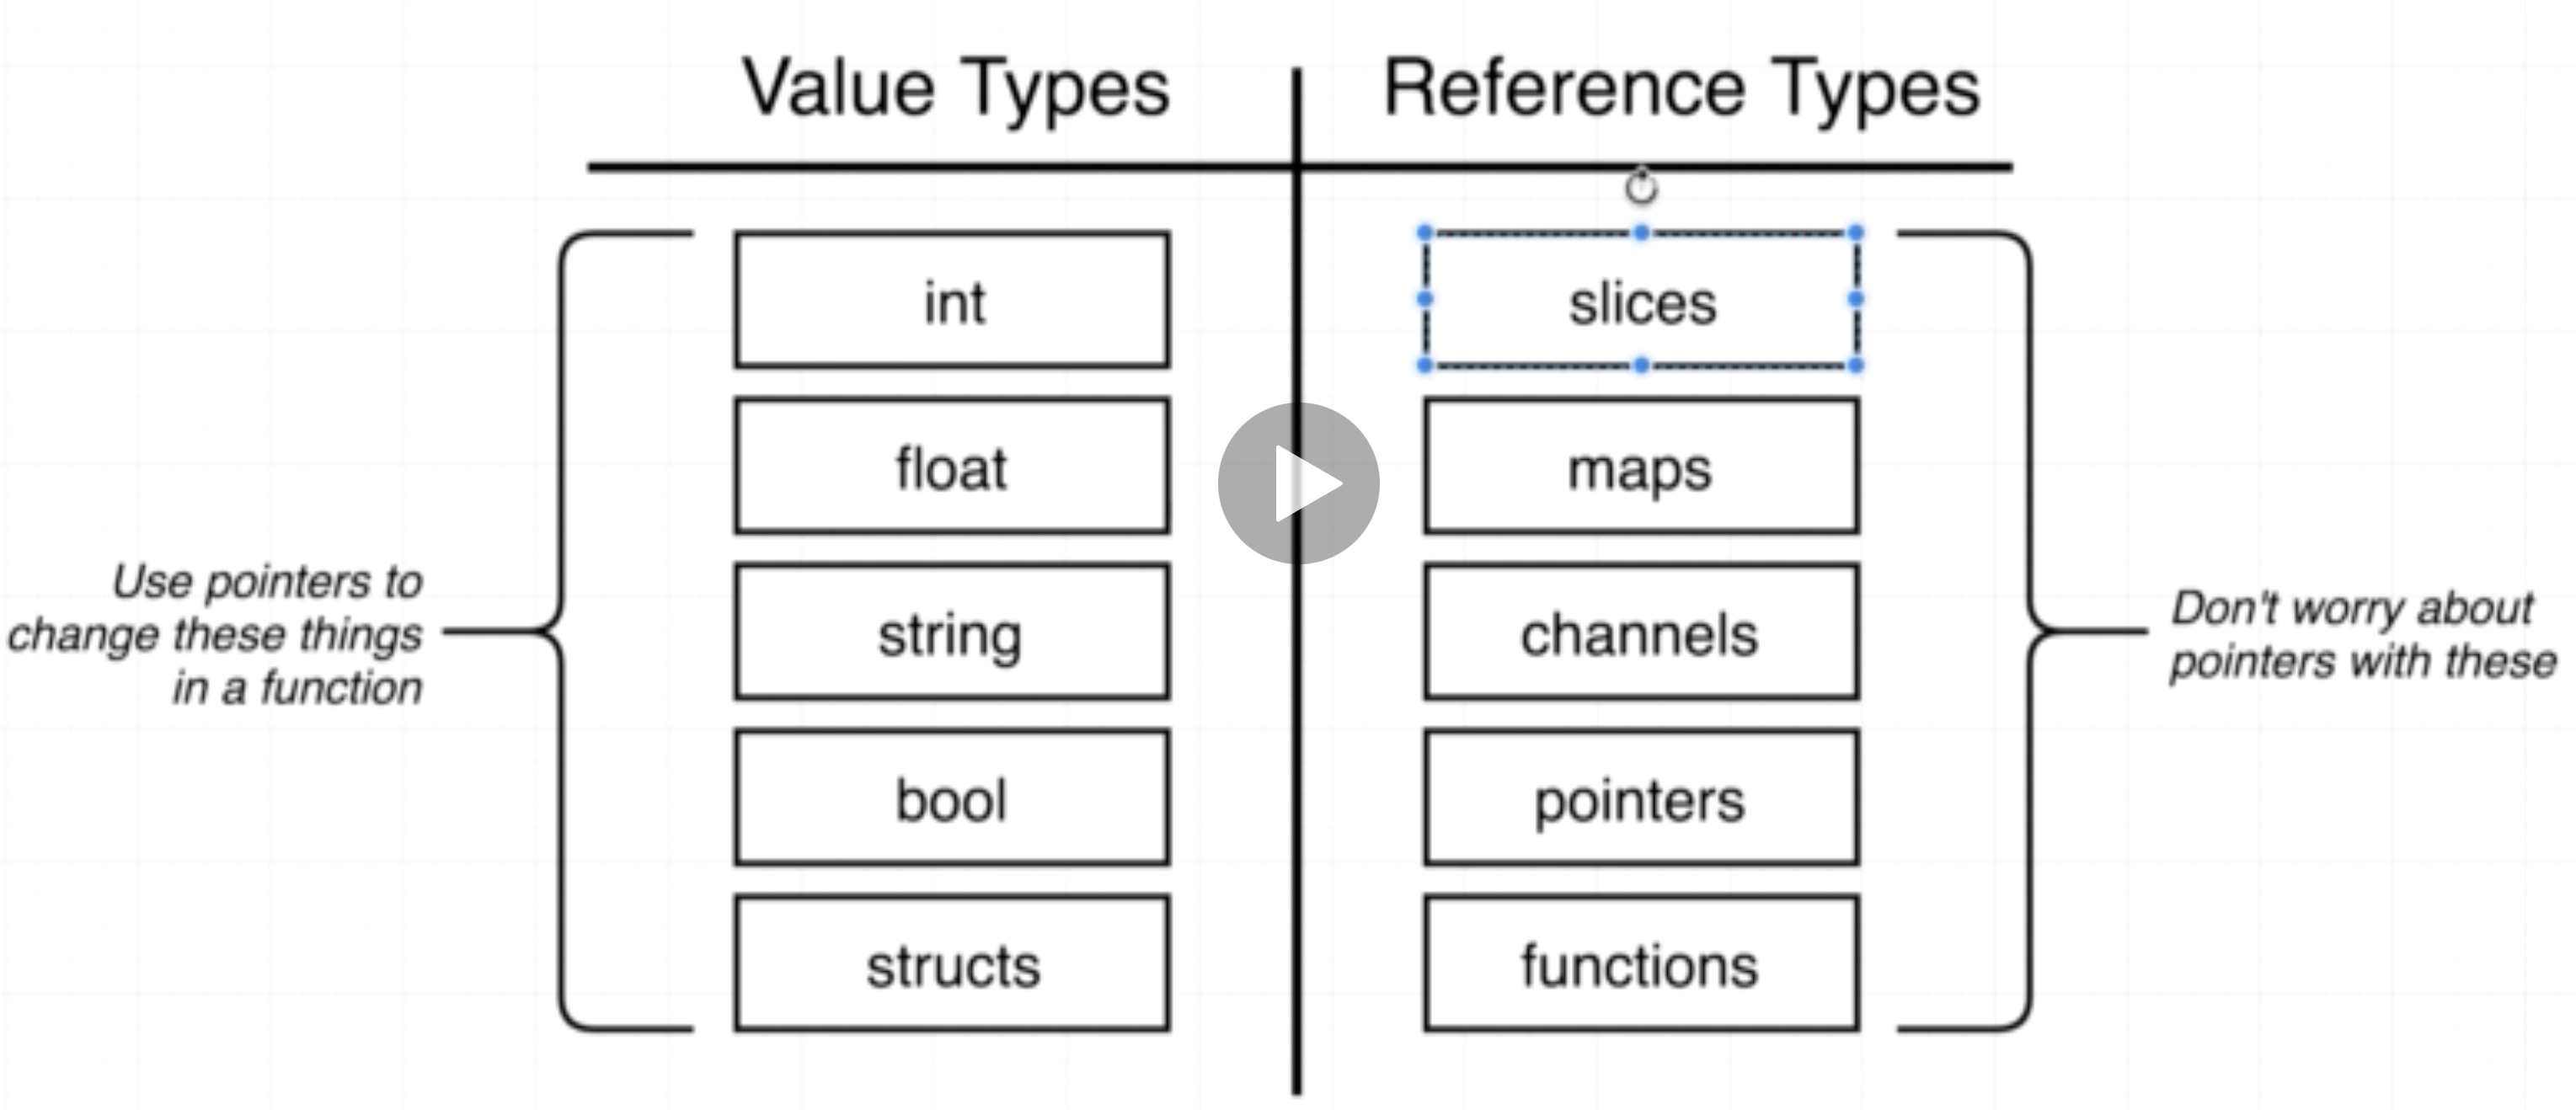 Value Types
Reference Types
int
slices
float
maps
Use pointers to
change these things
in a function
string
channels
Don't worry about
pointers with these
bool
pointers
structs
functions